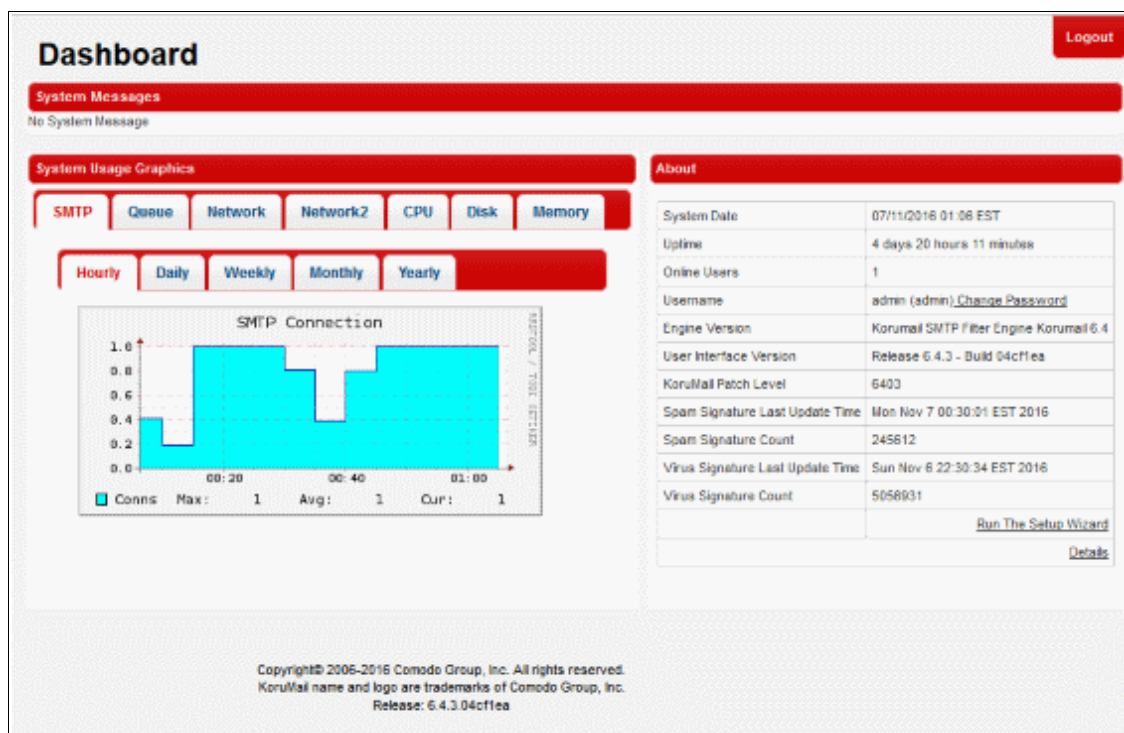 Logout
Dashboard
System Messages
No System Message
System Usage Graphics
SMTP Queue Network Network2 CPU Disk Memory
Hourly Daily Weekly Monthly Yearly
SMTP Connection
1.0
0.8
0.6
0.4
0.2
0.0
00:20 00:40 01:00
Conns Max: 1 Avg: 1 Cur: 1
RRDTOOL / TOBI OETIKER
About
System Date 07/11/2016 01:06 EST
Uptime 4 days 20 hours 11 minutes
Online Users 1
Username admin (admin) Change Password
Engine Version Korumail SMTP Filter Engine Korumail 6.4
User Interface Version Release 6.4.3 - Build 04cf1ea
KoruMail Patch Level 6403
Spam Signature Last Update Time Mon Nov 7 00:30:01 EST 2016
Spam Signature Count 245612
Virus Signature Last Update Time Sun Nov 6 22:30:34 EST 2016
Virus Signature Count 5058931
Run The Setup Wizard
Details
Copyright© 2006-2016 Comodo Group, Inc. All rights reserved.
KoruMail name and logo are trademarks of Comodo Group, Inc.
Release: 6.4.3.04cf1ea